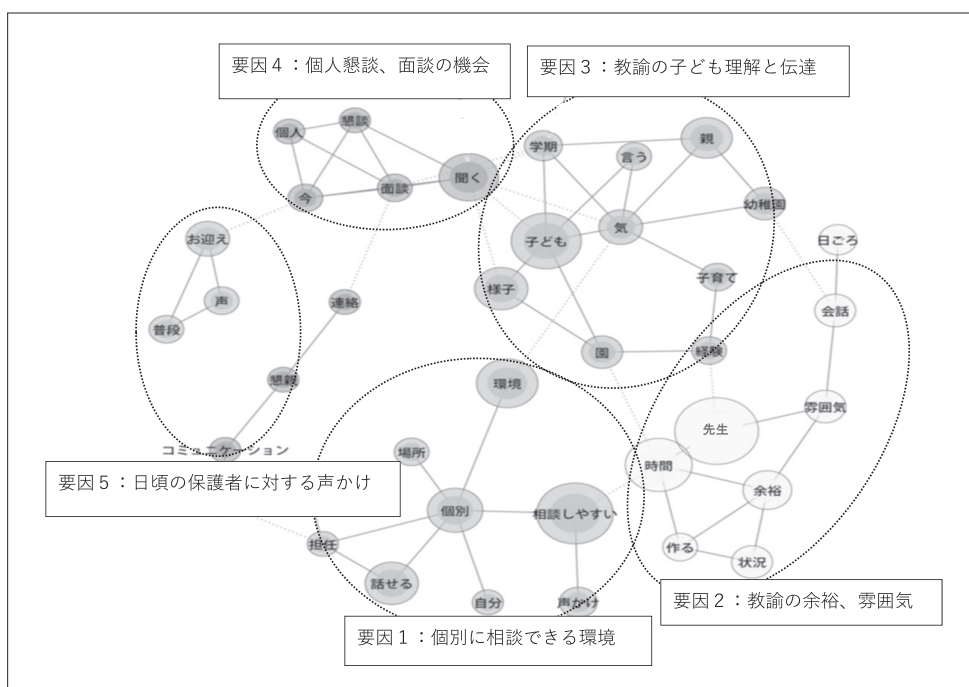 要因4：個人懇談、面談の機会
要因3：教諭の子ども理解と伝達
懇談
個人
学期
言う
親
聞く
面談
今
幼稚園
気
子ども
お迎え
日ごろ
子育て
様子
声
連絡
会話
普段
園
経験
懇親
環境
雰囲気
先生
コミュニケーション
場所
時間
要因5：日頃の保護者に対する声かけ
余裕
個別
相談しやすい
担任
作る
状況
話せる
自分
声かけ
要因2：教諭の余裕、雰囲気
要因1：個別に相談できる環境